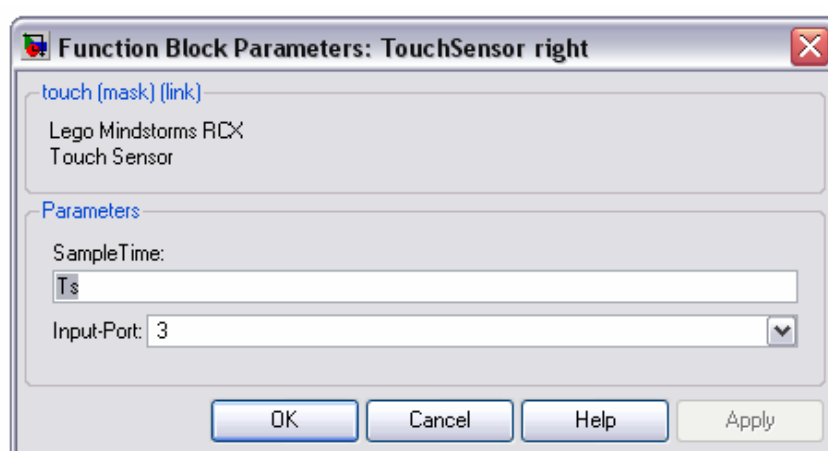 Function Block Parameters: TouchSensor right
touch (mask) (link)
Lego Mindstorms RCX
Touch Sensor
Parameters
SampleTime:
Ts
Input-Port: 3
OK Cancel Help Apply